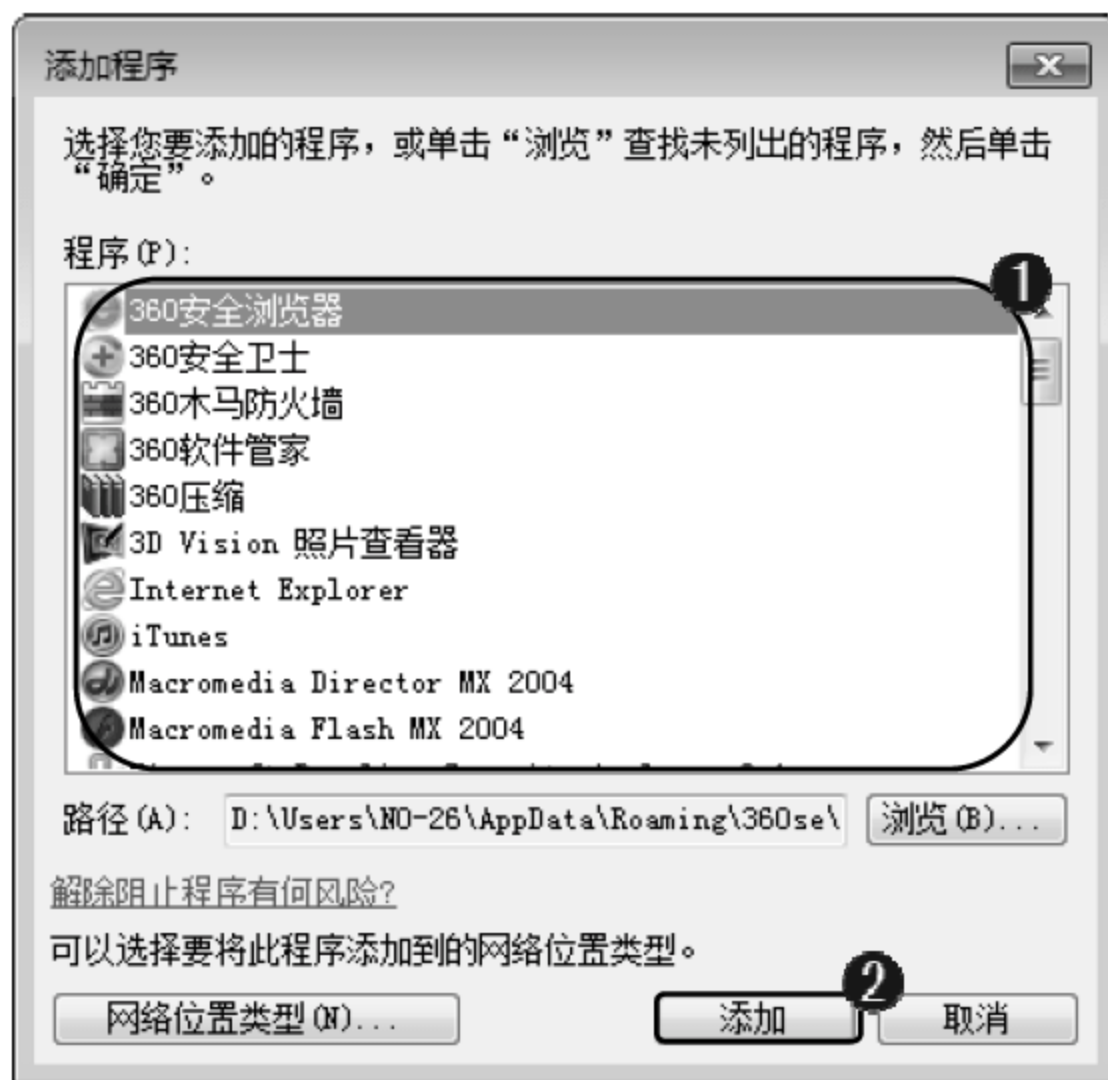 添加程序
选择您要添加的程序，或单击“浏览”查找未列出的程序，然后单击
“确定”。
程序(P):
1
360安全浏览器
360安全卫士
360木马防火墙
360软件管家
360压缩
3D Vision 照片查看器
Internet Explorer
iTunes
Macromedia Director MX 2004
Macromedia Flash MX 2004
路径(A): D:\Users\NO-26\AppData\Roaming\360se\ 浏览(B)...
解除阻止程序有何风险?
可以选择要将此程序添加到的网络位置类型。
2
网络位置类型(N)... 添加 取消